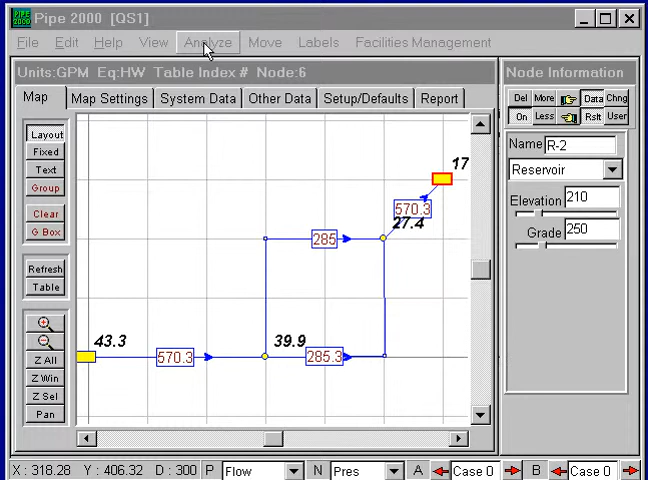 PIPE 2000 Pipe 2000 [QS1]
File Edit Help View Analyze Move Labels Facilities Management
Units:GPM Eq:HW Table Index # Node:6
Map Map Settings System Data Other Data Setup/Defaults Report
Layout
Fixed
Text
Group
Clear
G Box
Refresh
Table
Z All
Z Win
Z Sel
Pan
17
570.3
27.4
285
43.3
39.9
570.3
285.3
Node Information
Del More Data Chng
On Less Rslt User
Name R-2
Reservoir
Elevation 210
Grade 250
X : 318.28 Y : 406.32 D : 300 P Flow N Pres A Case 0 B Case 0